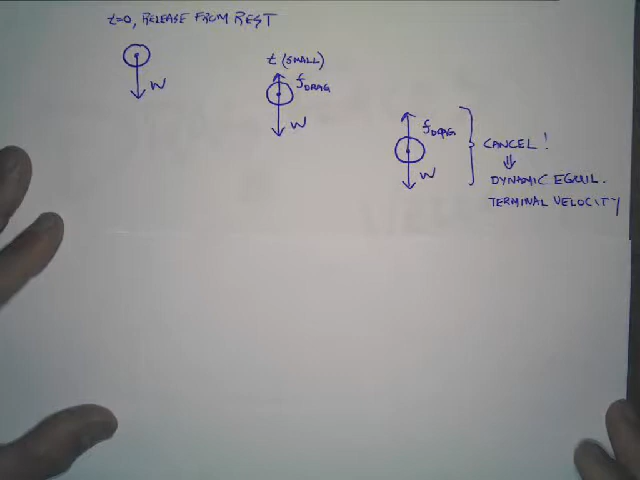 t=0, RELEASE FROM REST
W
t (SMALL)
fDRAG
W
fDRAG
W
CANCEL!
⇓
DYNAMIC EQUIL.
TERMINAL VELOCITY